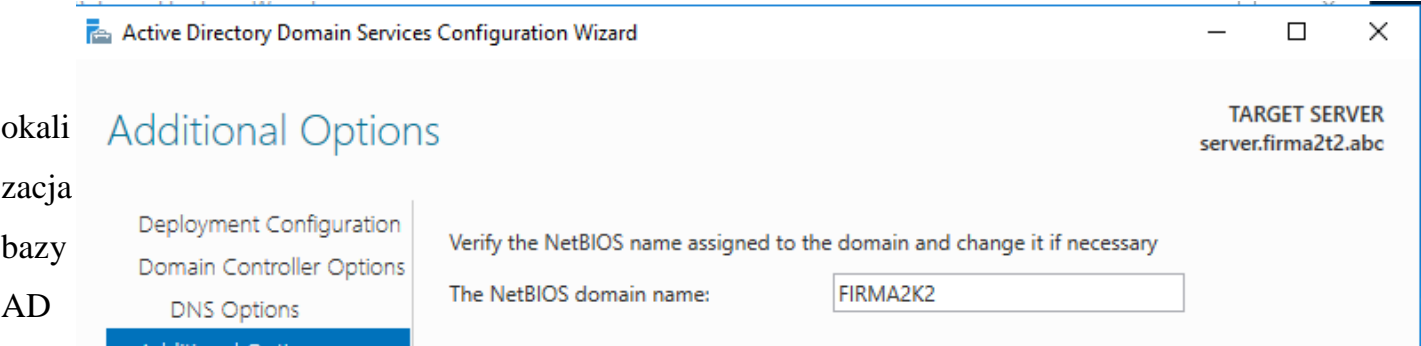 Active Directory Domain Services Configuration Wizard
TARGET SERVER
server.firma2t2.abc
Additional Options
okali
zacja
bazy
AD
Deployment Configuration
Domain Controller Options
DNS Options
Verify the NetBIOS name assigned to the domain and change it if necessary
The NetBIOS domain name: FIRMA2K2